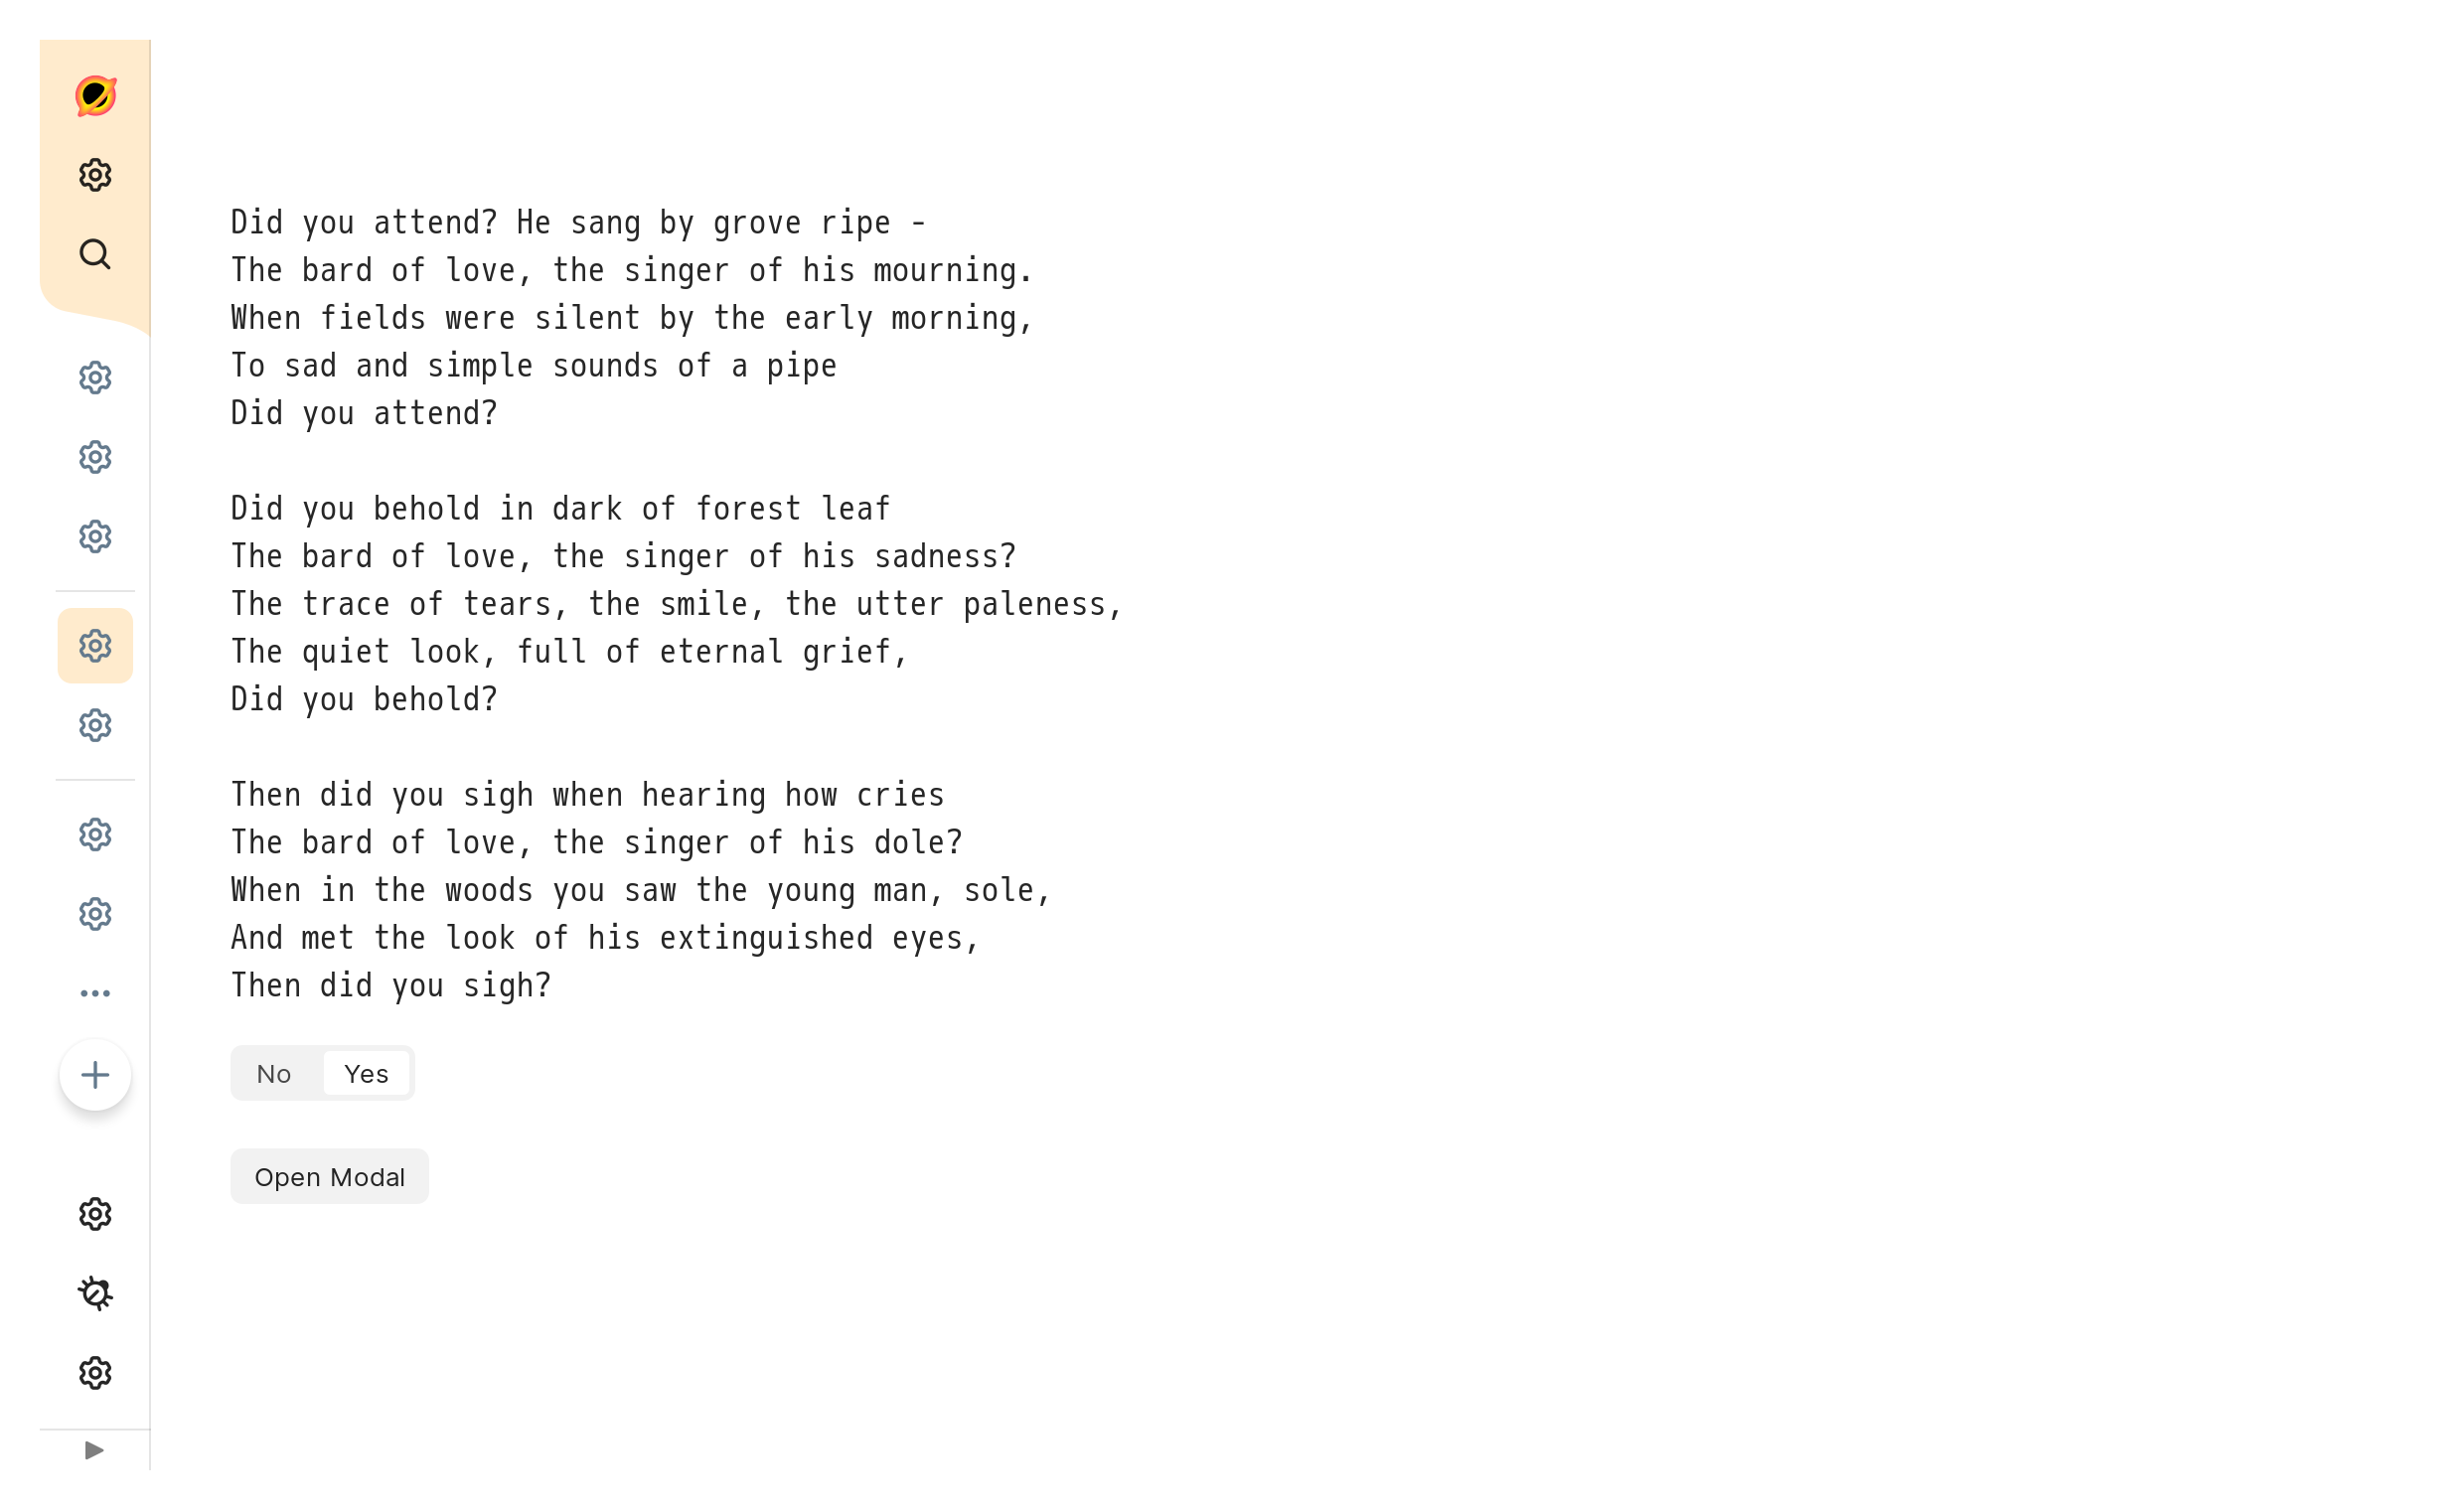 Did you attend? He sang by grove ripe -
The bard of love, the singer of his mourning.
When fields were silent by the early morning,
To sad and simple sounds of a pipe
Did you attend?

Did you behold in dark of forest leaf
The bard of love, the singer of his sadness?
The trace of tears, the smile, the utter paleness,
The quiet look, full of eternal grief,
Did you behold?

Then did you sigh when hearing how cries
The bard of love, the singer of his dole?
When in the woods you saw the young man, sole,
And met the look of his extinguished eyes,
Then did you sigh?

No Yes
Open Modal